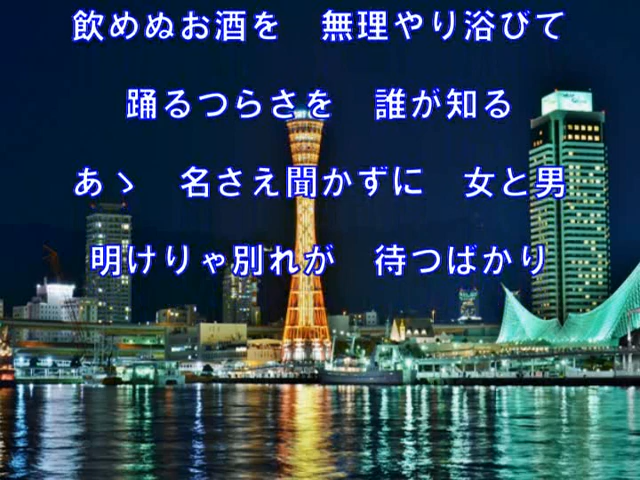 飲めぬお酒を　無理やり浴びて
踊るつらさを　誰が知る
あゝ　名さえ聞かずに　女と男
明けりゃ別れが　待つばかり